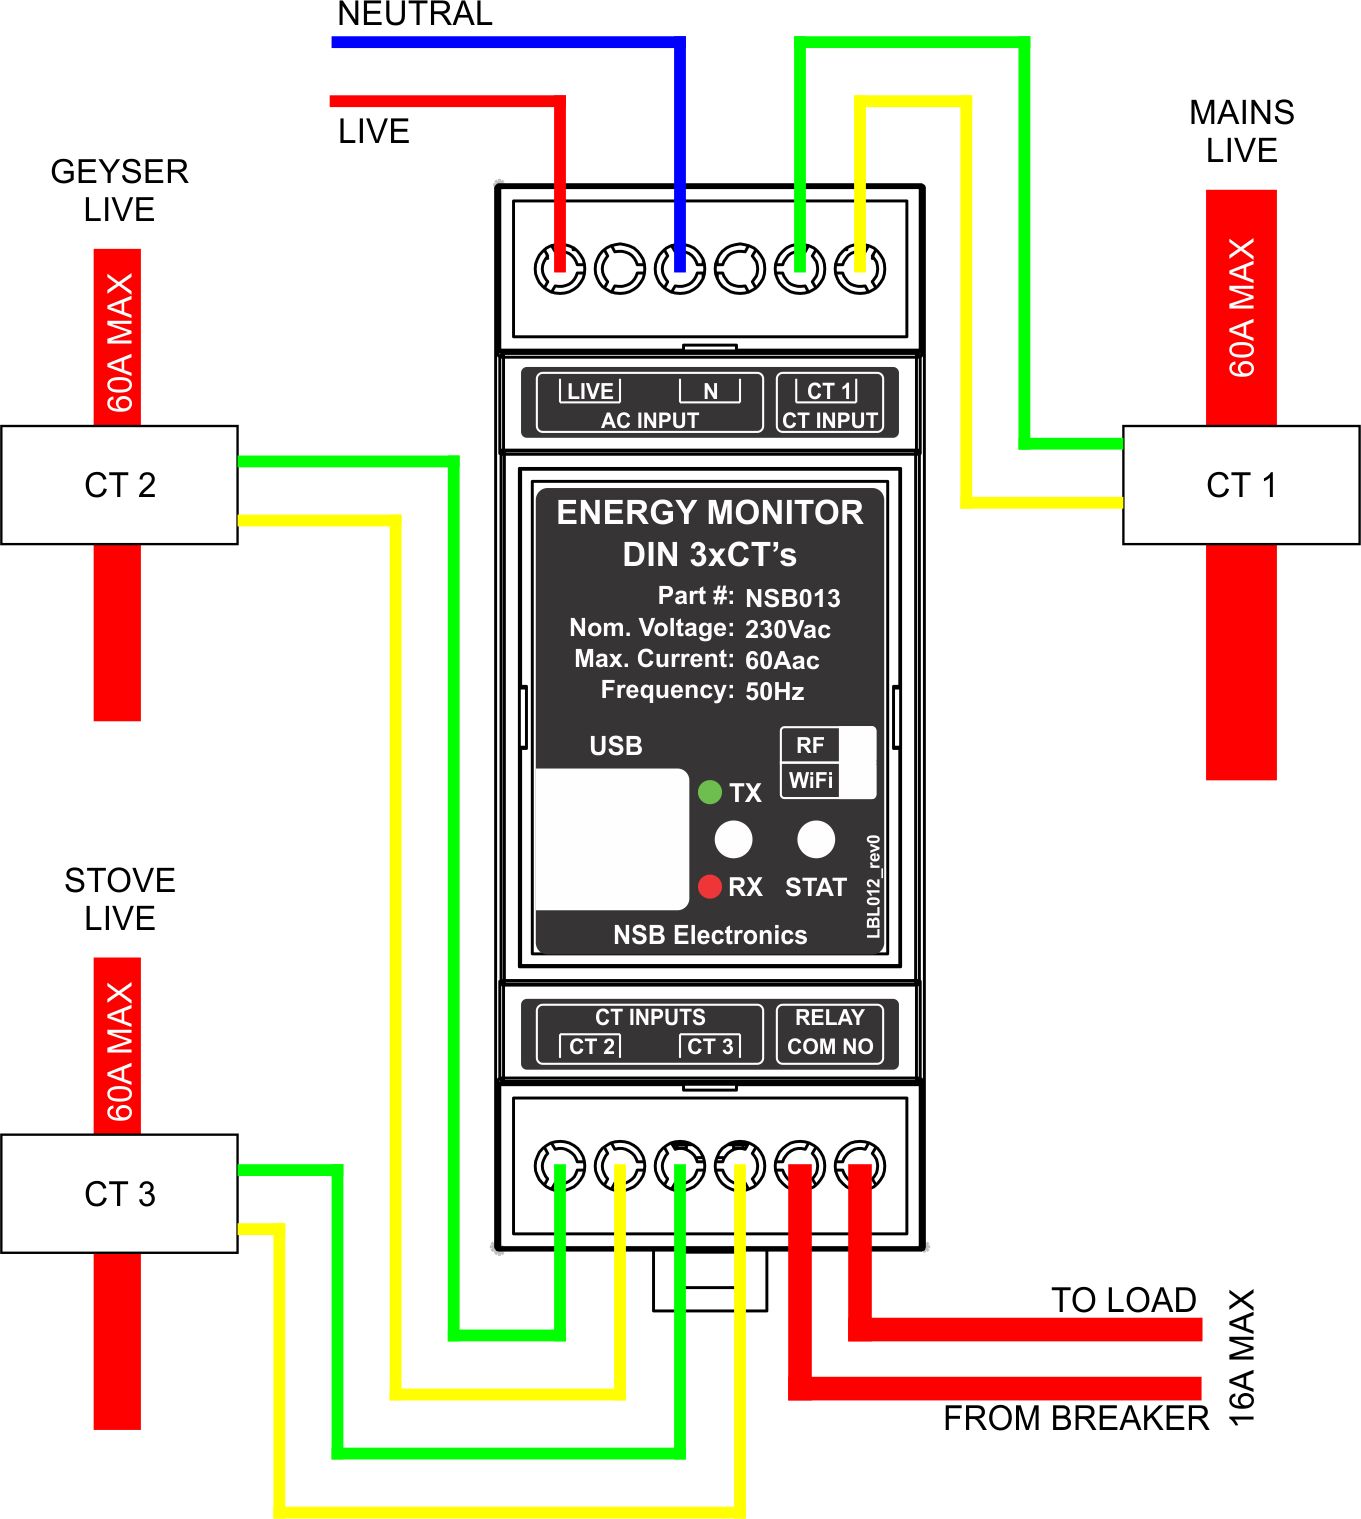 NEUTRAL
LIVE
GEYSER
LIVE
60A MAX
CT 2
MAINS
LIVE
60A MAX
CT 1
LIVE N CT 1
AC INPUT CT INPUT
ENERGY MONITOR
DIN 3xCT’s
Part #: NSB013
Nom. Voltage: 230Vac
Max. Current: 60Aac
Frequency: 50Hz
USB
RF
WiFi
TX
RX STAT
LBL012_rev0
NSB Electronics
STOVE
LIVE
60A MAX
CT 3
CT INPUTS RELAY
CT 2 CT 3 COM NO
TO LOAD
FROM BREAKER
16A MAX